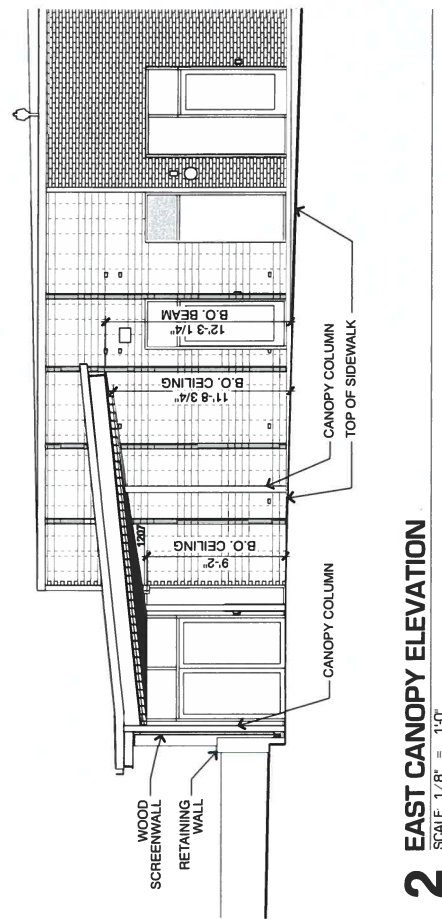 12'-3 1/4"
B.O. BEAM
11'-8 3/4"
B.O. CEILING
1207
9'-2"
B.O. CEILING
WOOD
SCREENWALL
RETAINING
WALL
CANOPY COLUMN
CANOPY COLUMN
TOP OF SIDEWALK
2 EAST CANOPY ELEVATION
SCALE: 1/8" = 1'-0"